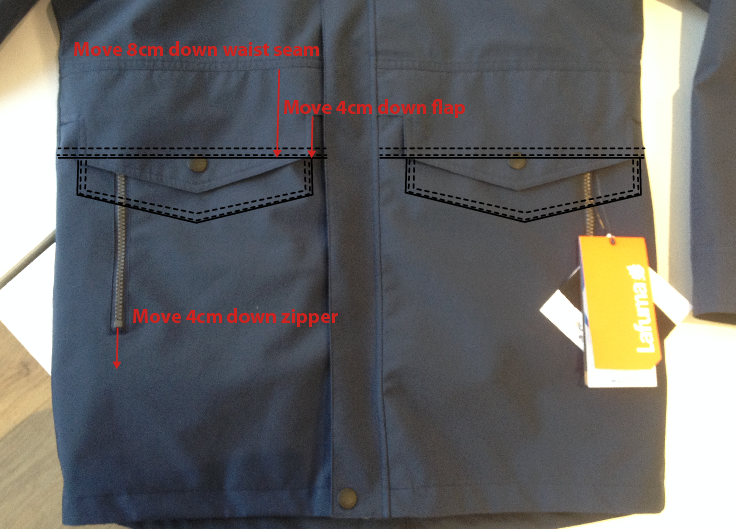 Move 8cm down waist seam
Move 4cm down flap
Move 4cm down zipper
Lafuma